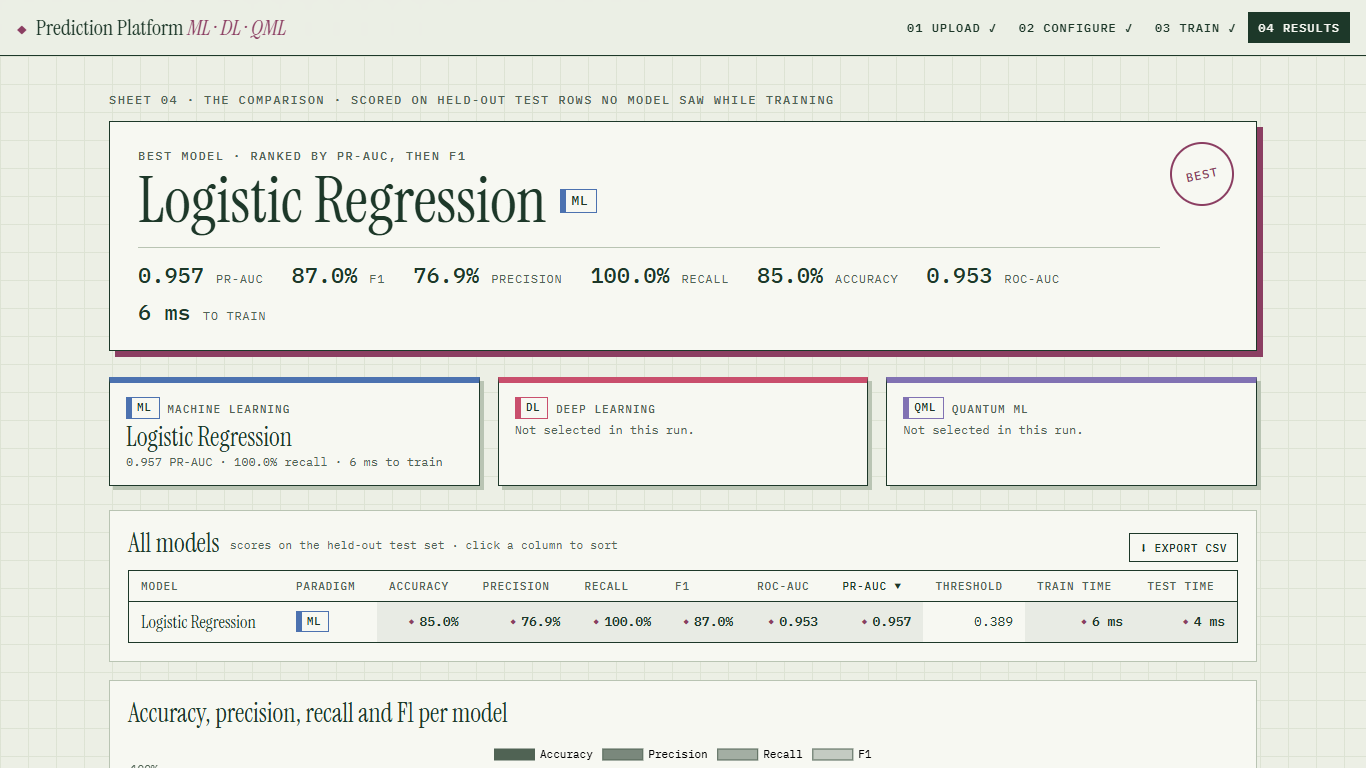 ◆ Prediction Platform ML · DL · QML
01 UPLOAD ✓ 02 CONFIGURE ✓ 03 TRAIN ✓ 04 RESULTS
SHEET 04 · THE COMPARISON · SCORED ON HELD-OUT TEST ROWS NO MODEL SAW WHILE TRAINING
BEST MODEL · RANKED BY PR-AUC, THEN F1
BEST
Logistic Regression ML
0.957 PR-AUC 87.0% F1 76.9% PRECISION 100.0% RECALL 85.0% ACCURACY 0.953 ROC-AUC
6 ms TO TRAIN
ML MACHINE LEARNING
Logistic Regression
0.957 PR-AUC · 100.0% recall · 6 ms to train
DL DEEP LEARNING
Not selected in this run.
QML QUANTUM ML
Not selected in this run.
All models scores on the held-out test set · click a column to sort
⬇ EXPORT CSV
MODEL PARADIGM ACCURACY PRECISION RECALL F1 ROC-AUC PR-AUC ▼ THRESHOLD TRAIN TIME TEST TIME
Logistic Regression ML ◆ 85.0% ◆ 76.9% ◆ 100.0% ◆ 87.0% ◆ 0.953 ◆ 0.957 0.389 ◆ 6 ms ◆ 4 ms
Accuracy, precision, recall and F1 per model
Accuracy Precision Recall F1
100%